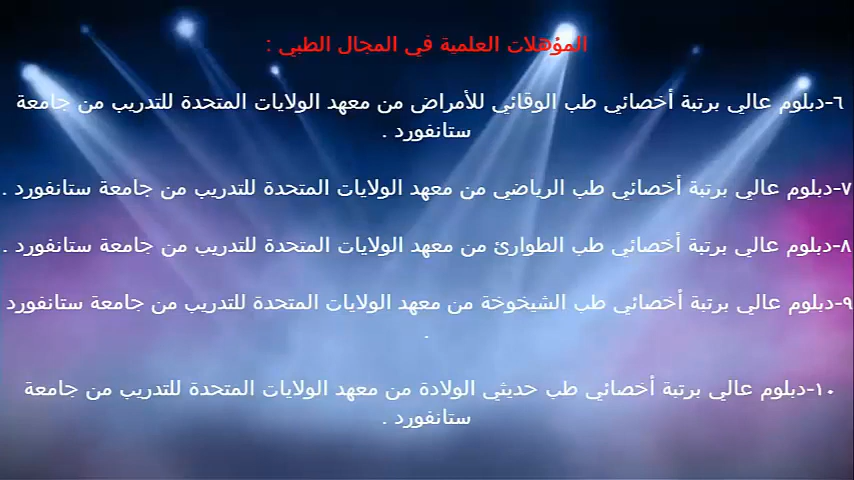 المؤهلات العلمية في المجال الطبي :
٦-دبلوم عالي برتبة أخصائي طب الوقائي للأمراض من معهد الولايات المتحدة للتدريب من جامعة
ستانفورد .
٧-دبلوم عالي برتبة أخصائي طب الرياضي من معهد الولايات المتحدة للتدريب من جامعة ستانفورد .
٨-دبلوم عالي برتبة أخصائي طب الطوارئ من معهد الولايات المتحدة للتدريب من جامعة ستانفورد .
٩-دبلوم عالي برتبة أخصائي طب الشيخوخة من معهد الولايات المتحدة للتدريب من جامعة ستانفورد
.
١٠-دبلوم عالي برتبة أخصائي طب حديثي الولادة من معهد الولايات المتحدة للتدريب من جامعة
ستانفورد .